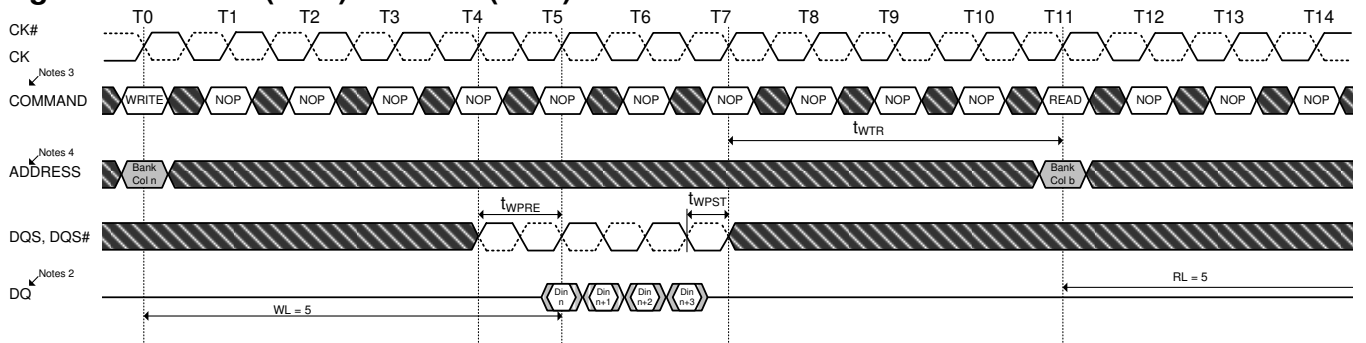 T0 T1 T2 T3 T4 T5 T6 T7 T8 T9 T10 T11 T12 T13 T14
CK#
CK
Notes 3
COMMAND WRITE NOP NOP NOP NOP NOP NOP NOP NOP NOP NOP READ NOP NOP NOP
tWTR
Notes 4
ADDRESS Bank Col n Bank Col b
tWPRE tWPST
DQS, DQS#
Notes 2
DQ Din n Din n+1 Din n+2 Din n+3
RL = 5
WL = 5